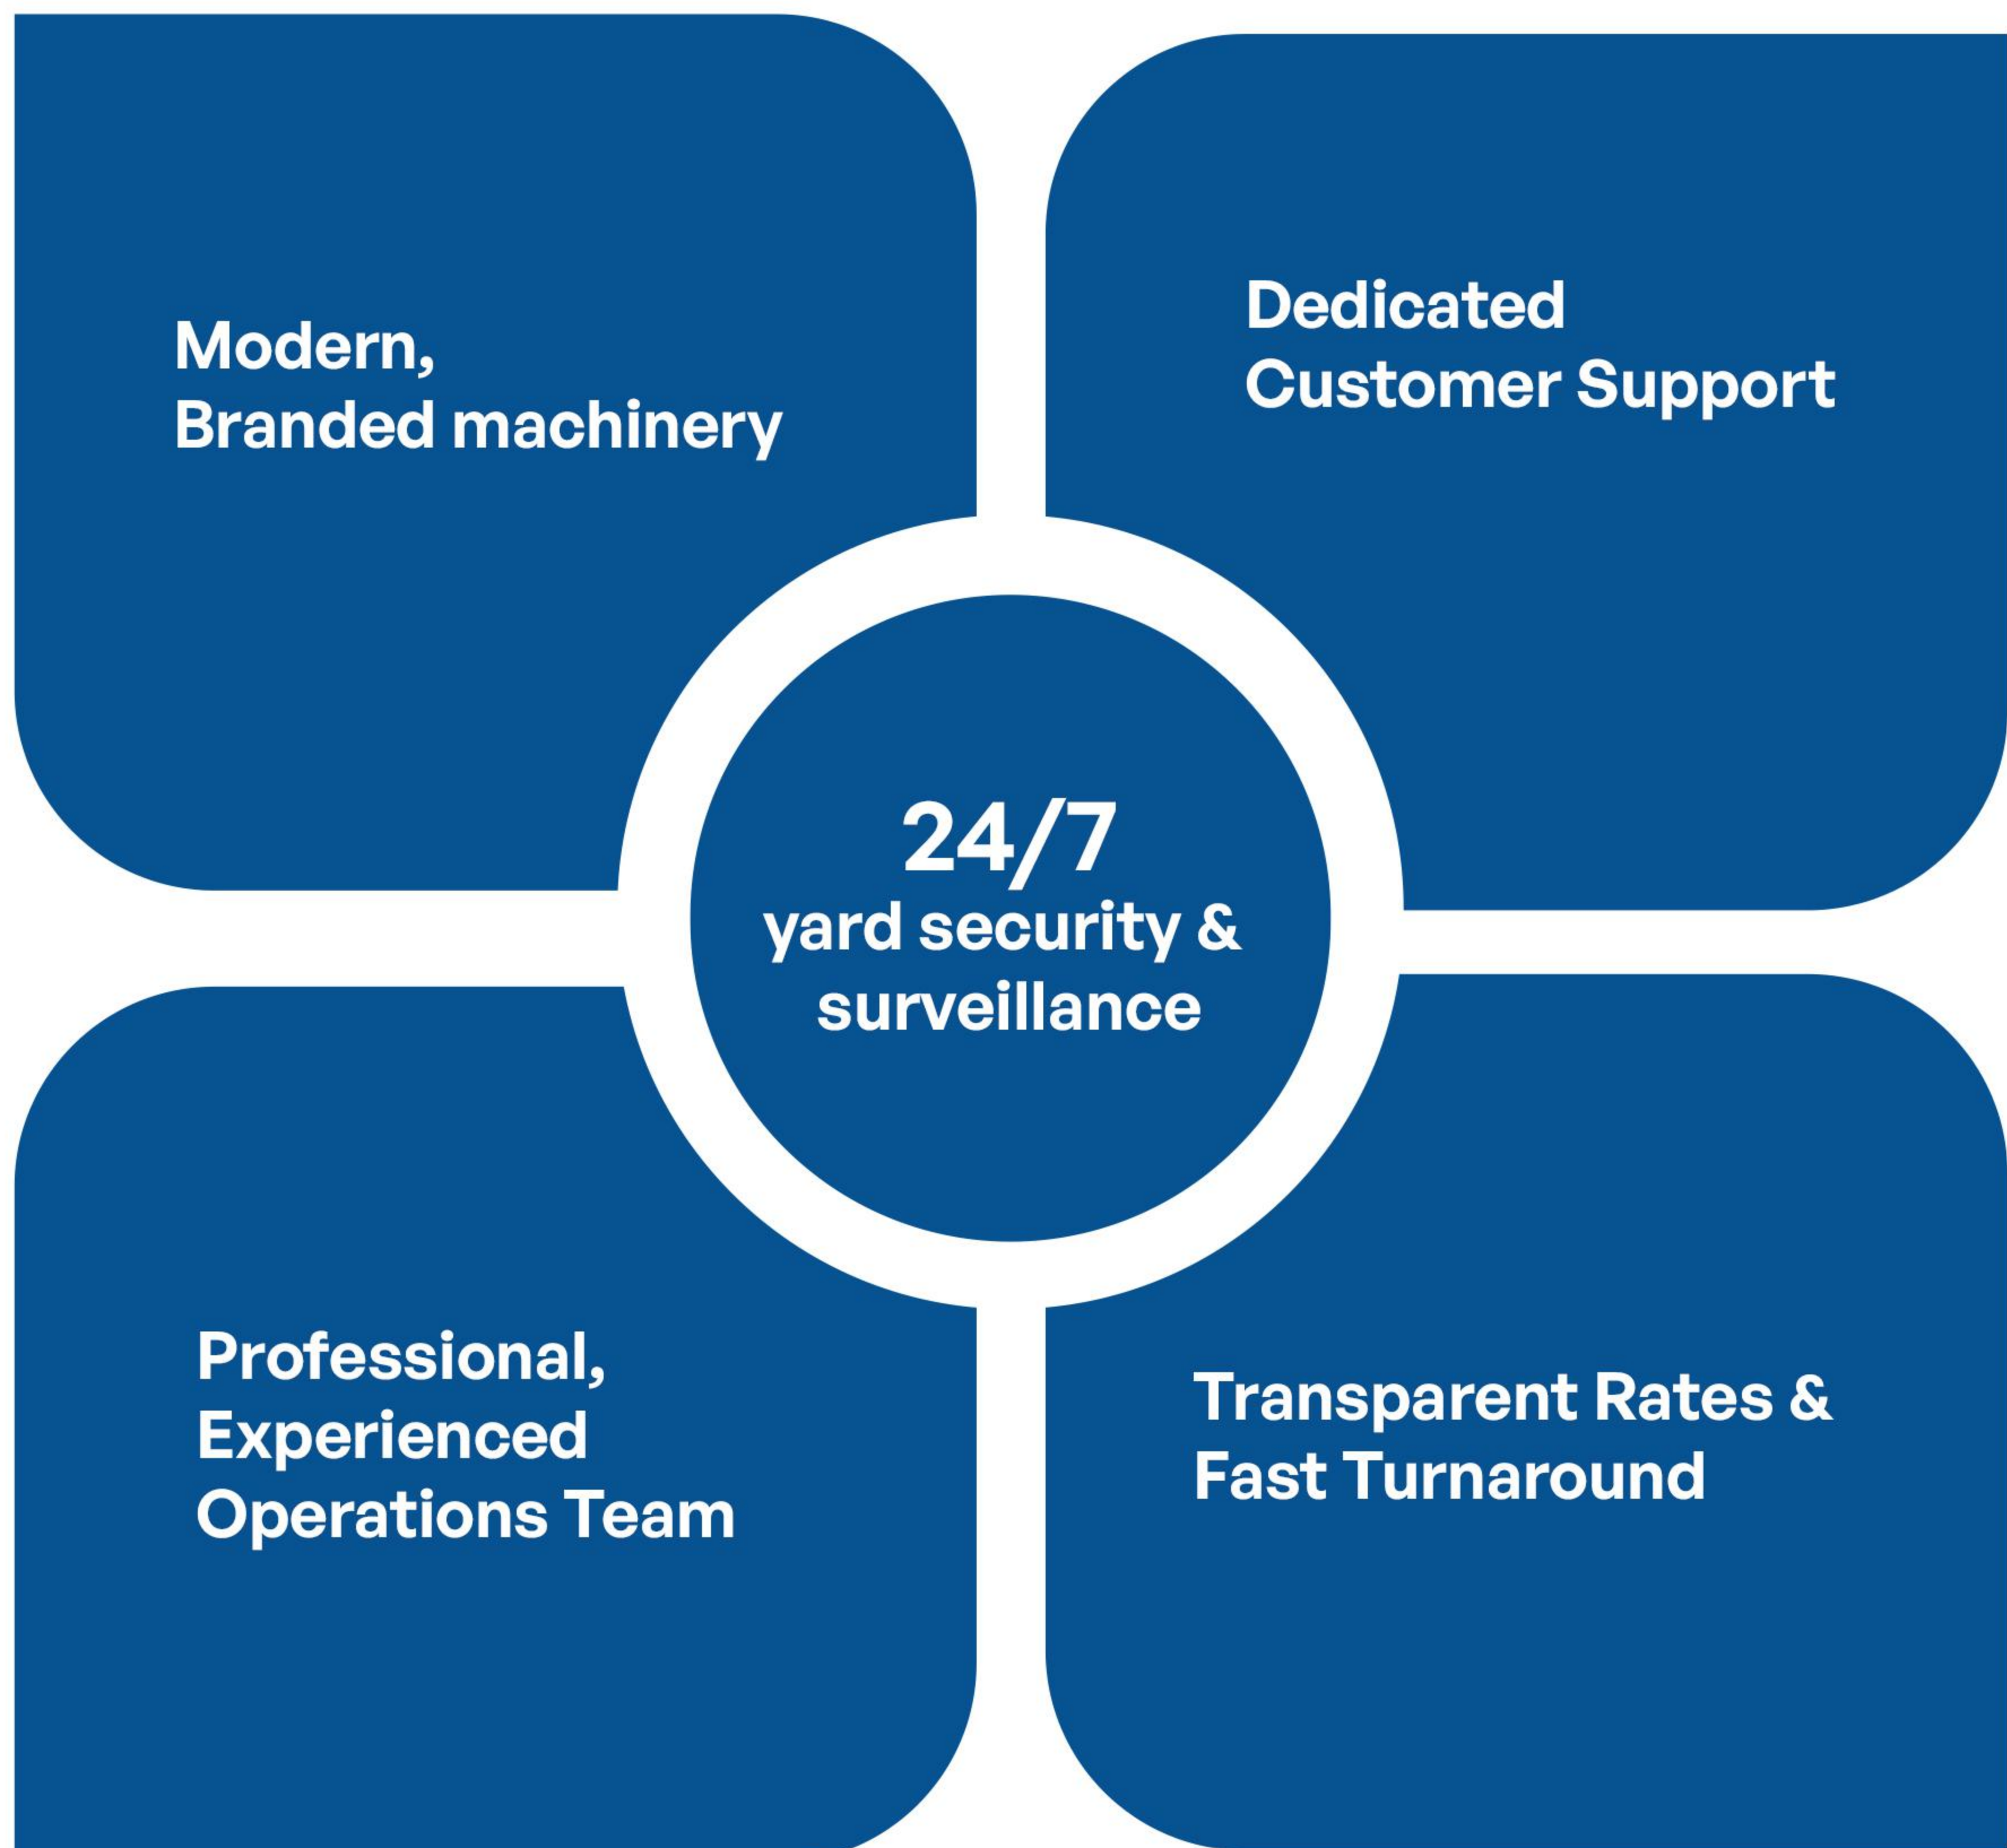 Modern,
Branded machinery
Dedicated
Customer Support
24/7
yard security &
surveillance
Professional,
Experienced
Operations Team
Transparent Rates &
Fast Turnaround